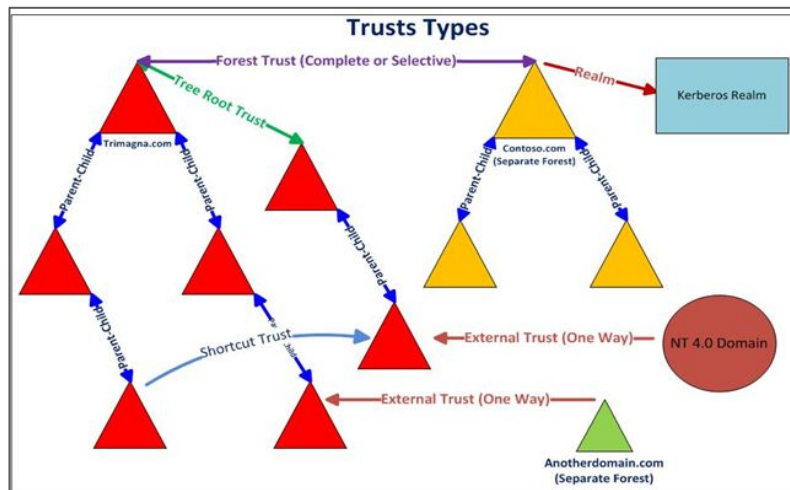 Trusts Types
Forest Trust (Complete or Selective)
Realm
Kerberos Realm
Tree Root Trust
Trimagna.com
Contoso.com
(Separate Forest)
Parent-Child
Parent-Child
Parent-Child
Parent-Child
Parent-Child
Parent-Child
Shortcut Trust
External Trust (One Way)
NT 4.0 Domain
External Trust (One Way)
Anotherdomain.com
(Separate Forest)